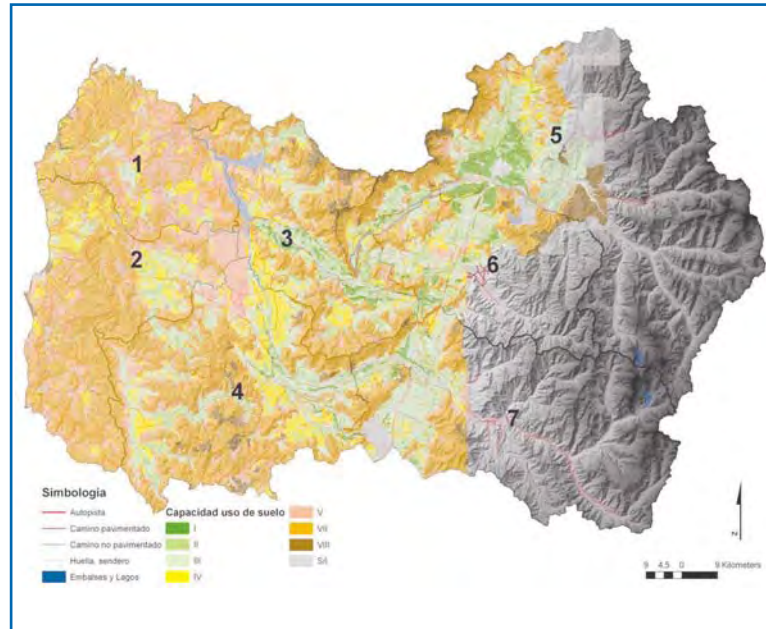 1
2
3
4
5
6
7
Simbología
Autopista
Camino pavimentado
Camino no pavimentado
Huella, sendero
Embalses y Lagos
Capacidad uso de suelo
I
II
III
IV
V
VII
VIII
S/I
N
9 4,5 0 9 Kilometers